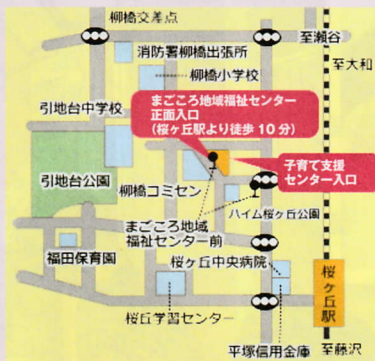 柳橋交差点
至瀬谷
消防署柳橋出張所
至大和
柳橋小学校
まごころ地域福祉センター
正面入口
(桜ヶ丘駅より徒歩10分)
引地台中学校
子育て支援
センター入口
引地台公園
柳橋コミセン
ハイム桜ヶ丘公園
まごころ地域
福祉センター前
福田保育園
桜ヶ丘中央病院
桜ヶ丘駅
桜丘学習センター
平塚信用金庫
至藤沢